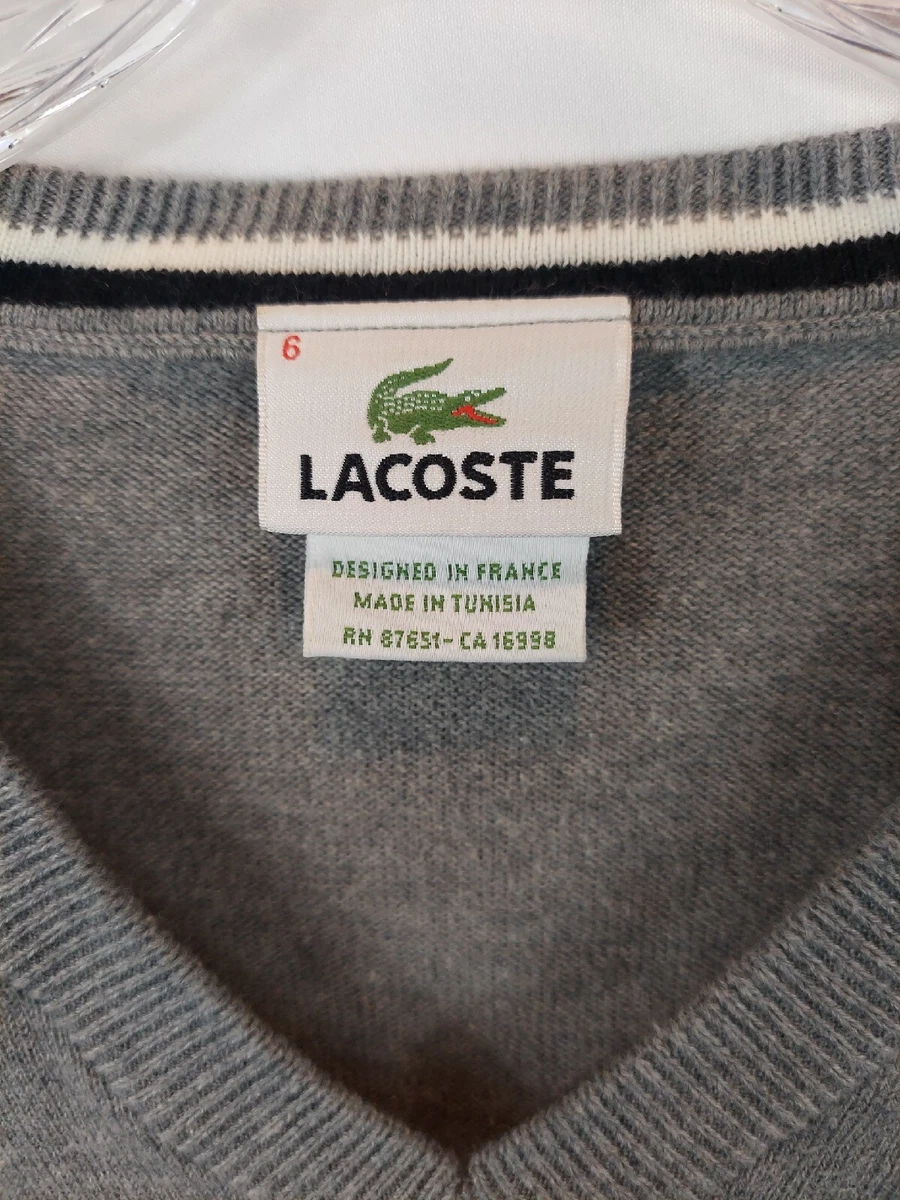 6
LACOSTE
DESIGNED IN FRANCE
MADE IN TUNISIA
RN 87651- CA 16998